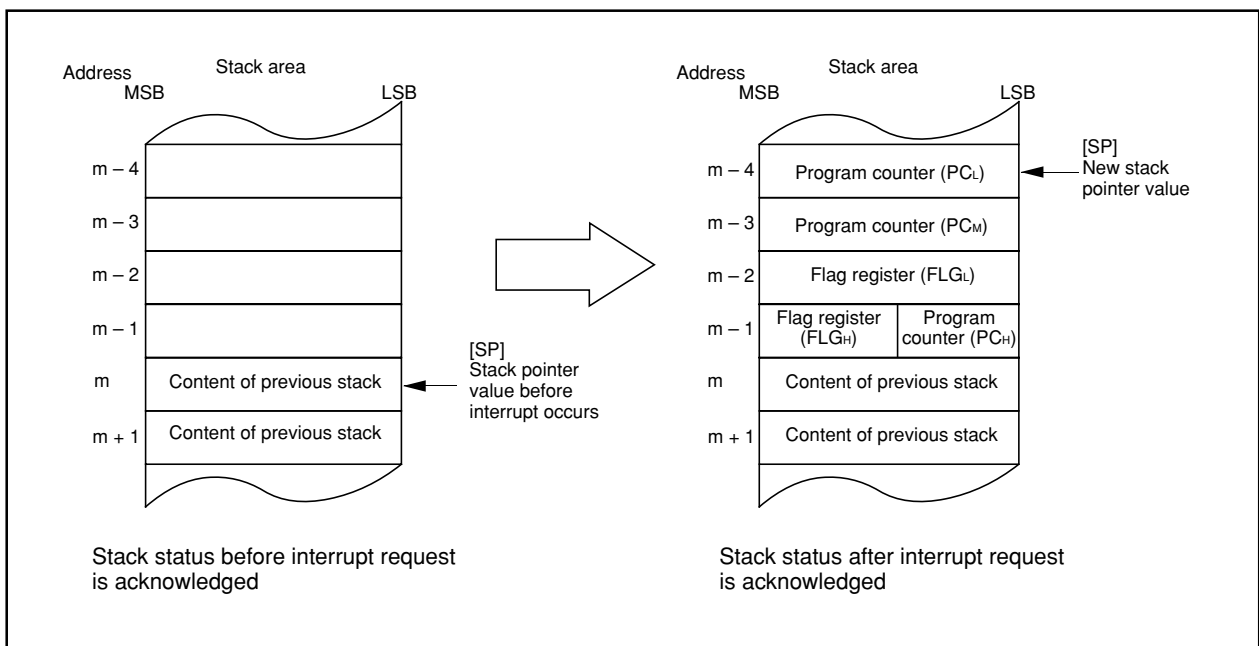 Address
Stack area
MSB
LSB
m – 4
m – 3
m – 2
m – 1
m
Content of previous stack
m + 1
Content of previous stack
[SP]
Stack pointer
value before
interrupt occurs
Stack status before interrupt request
is acknowledged
Address
Stack area
MSB
LSB
m – 4
Program counter (PCL)
[SP]
New stack
pointer value
m – 3
Program counter (PCM)
m – 2
Flag register (FLGL)
m – 1
Flag register
(FLGH)
Program
counter (PCH)
m
Content of previous stack
m + 1
Content of previous stack
Stack status after interrupt request
is acknowledged